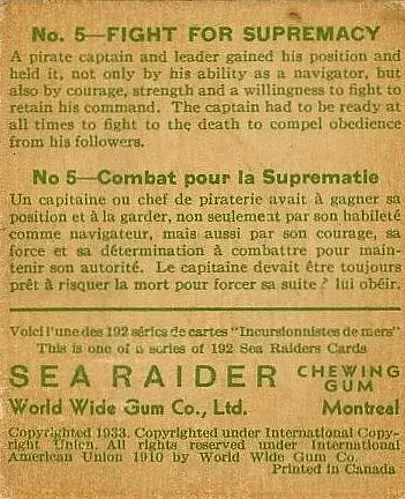 No. 5—FIGHT FOR SUPREMACY
A pirate captain and leader gained his position and
held it, not only by his ability as a navigator, but
also by courage, strength and a willingness to fight to
retain his command. The captain had to be ready at
all times to fight to the death to compel obedience
from his followers.
No 5—Combat pour la Suprematie
Un capitaine ou chef de piraterie avait à gagner sa
position et à la garder, non seulement par son habileté
comme navigateur, mais aussi par son courage, sa
force et sa détermination à combattre pour main-
tenir son autorité. Le capitaine devait être toujours
prêt à risquer la mort pour forcer sa suite à lui obéir.
Voici l'une des 192 séries de cartes "Incursionnistes de mers"
This is one of a series of 192 Sea Raiders Cards
SEA RAIDER CHEWING GUM
World Wide Gum Co., Ltd. Montreal
Copyrighted 1933. Copyrighted under International Copy-
right Union. All rights reserved under International
American Union 1910 by World Wide Gum Co.
Printed in Canada